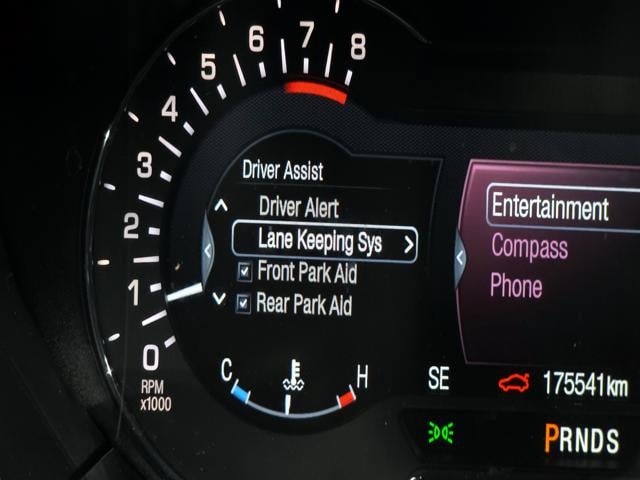 8
7
6
5
4
3
2
1
0
RPM
x1000
Driver Assist
Driver Alert
Lane Keeping Sys
Front Park Aid
Rear Park Aid
C H
Entertainment
Compass
Phone
SE 175541km
PRNDS